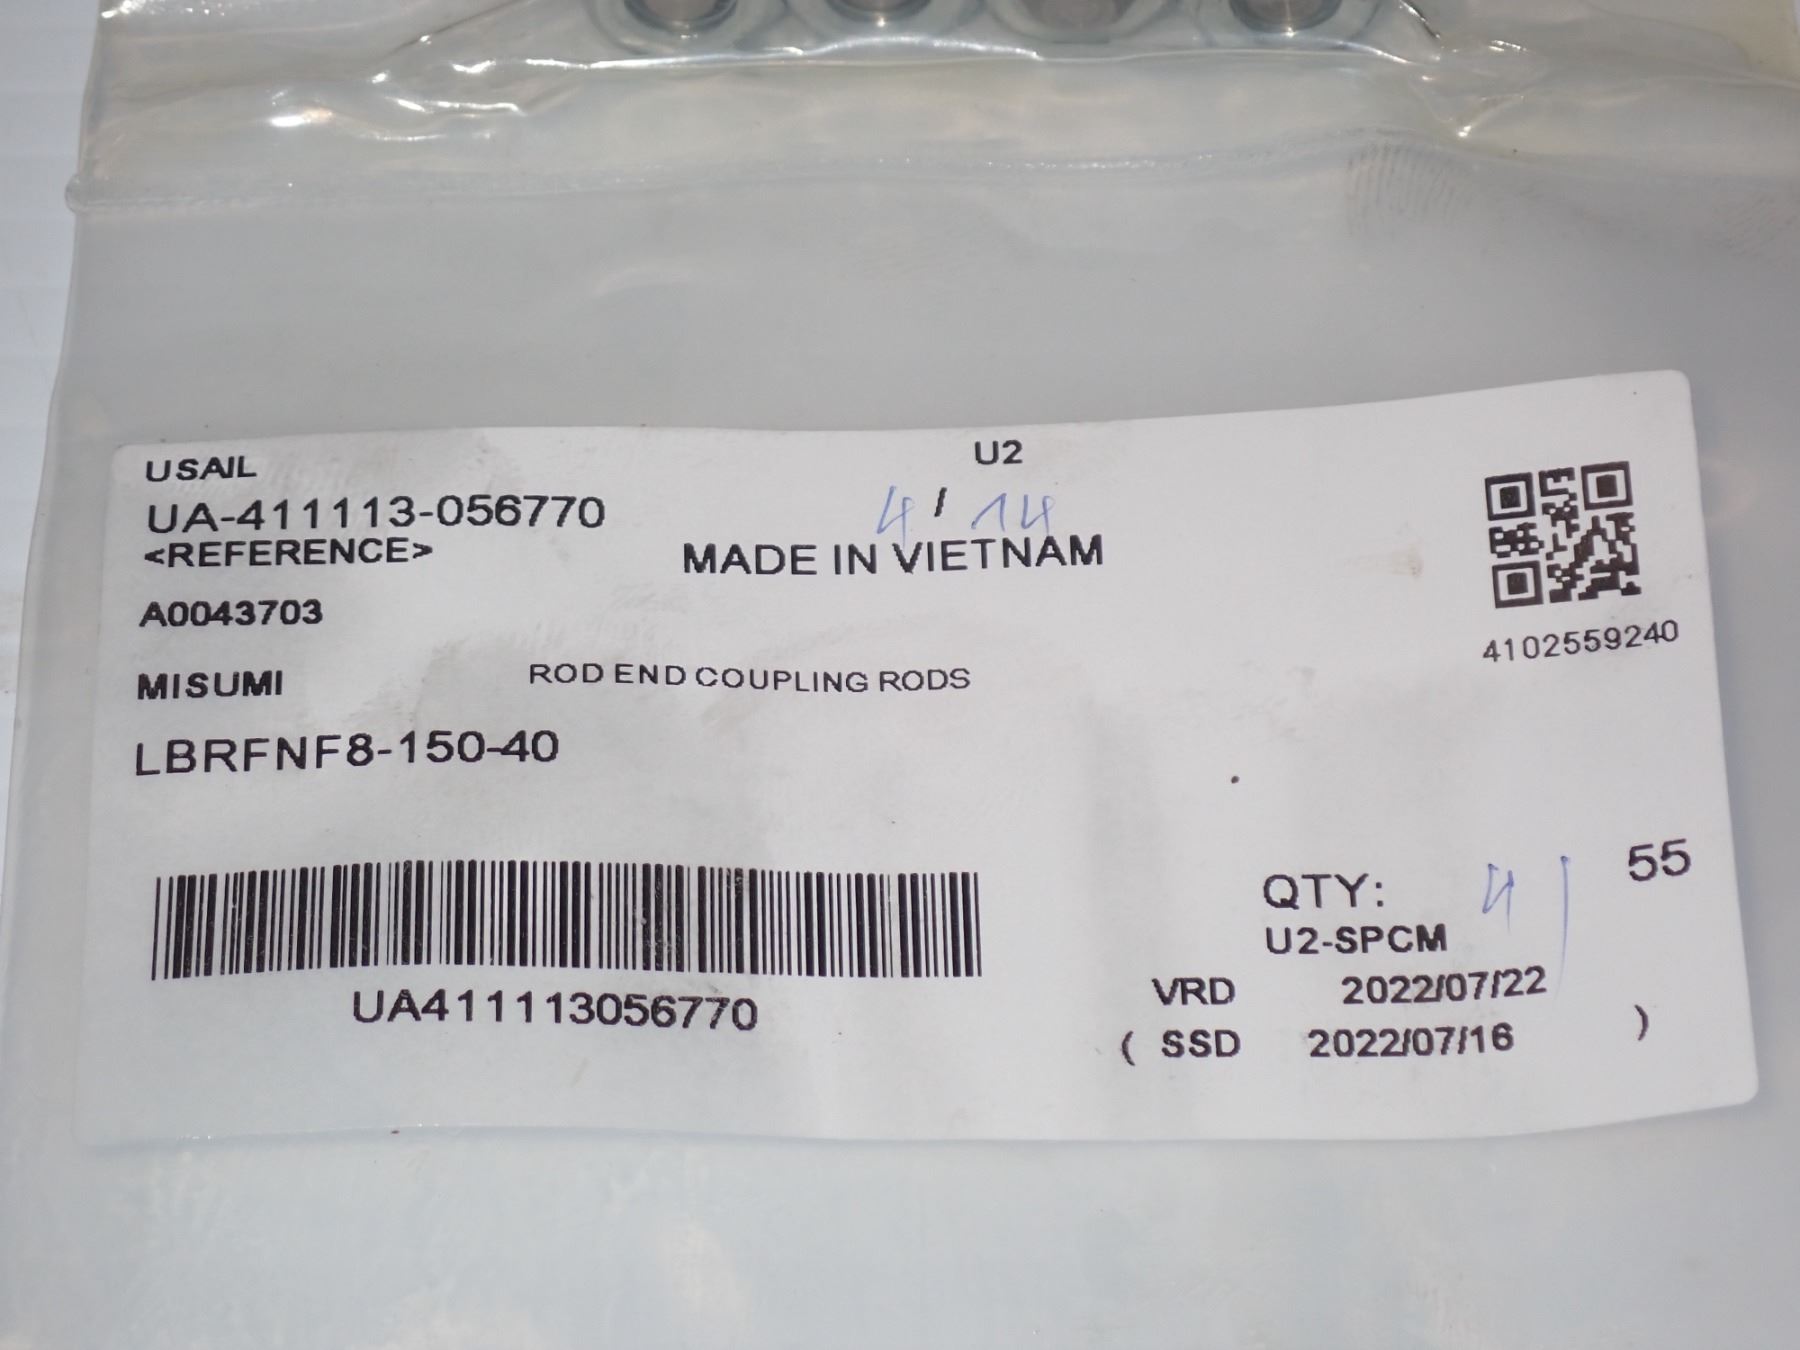 USAIL
U2
UA-411113-056770
4 / 14
<REFERENCE>
MADE IN VIETNAM
A0043703
4102559240
MISUMI
ROD END COUPLING RODS
LBRFNF8-150-40
QTY: 4 / 55
U2-SPCM
UA411113056770
VRD 2022/07/22
( SSD 2022/07/16 )